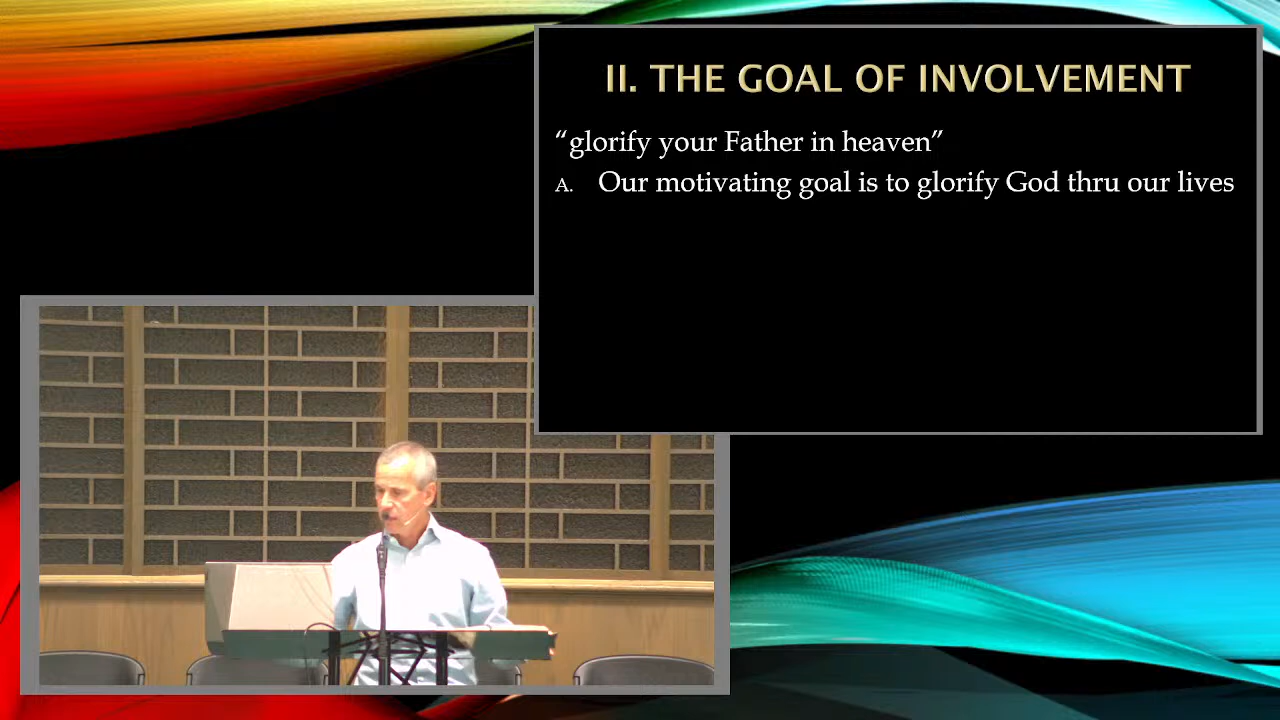 II. THE GOAL OF INVOLVEMENT
“glorify your Father in heaven”
A. Our motivating goal is to glorify God thru our lives